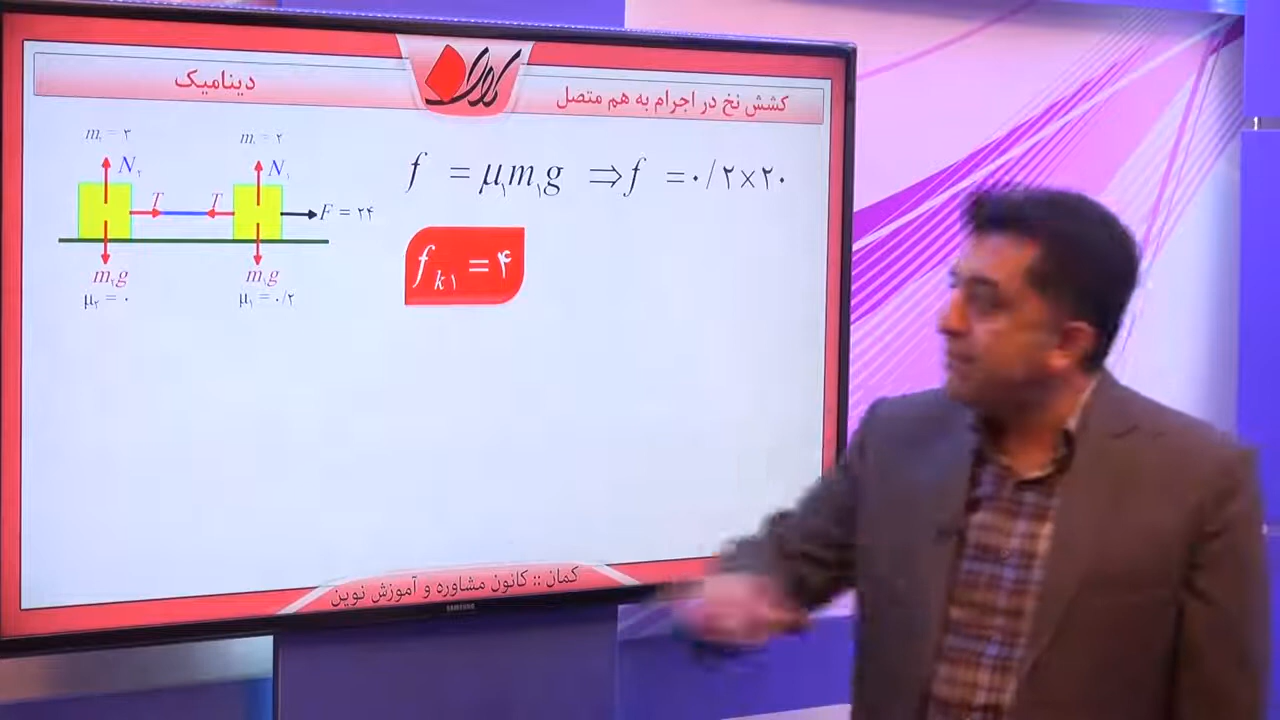 کشش نخ در اجرام به هم متصل
دینامیک
m₂ = ۳
m₁ = ۲
N₂
N₁
T
T
F = ۲۴
m₂g
m₁g
μ₂ = ۰
μ₁ = ۰/۲
f = μ₁m₁g ⇒ f = ۰/۲×۲۰
f k۱ = ۴
کمان :: کانون مشاوره و آموزش نوین
SAMSUNG